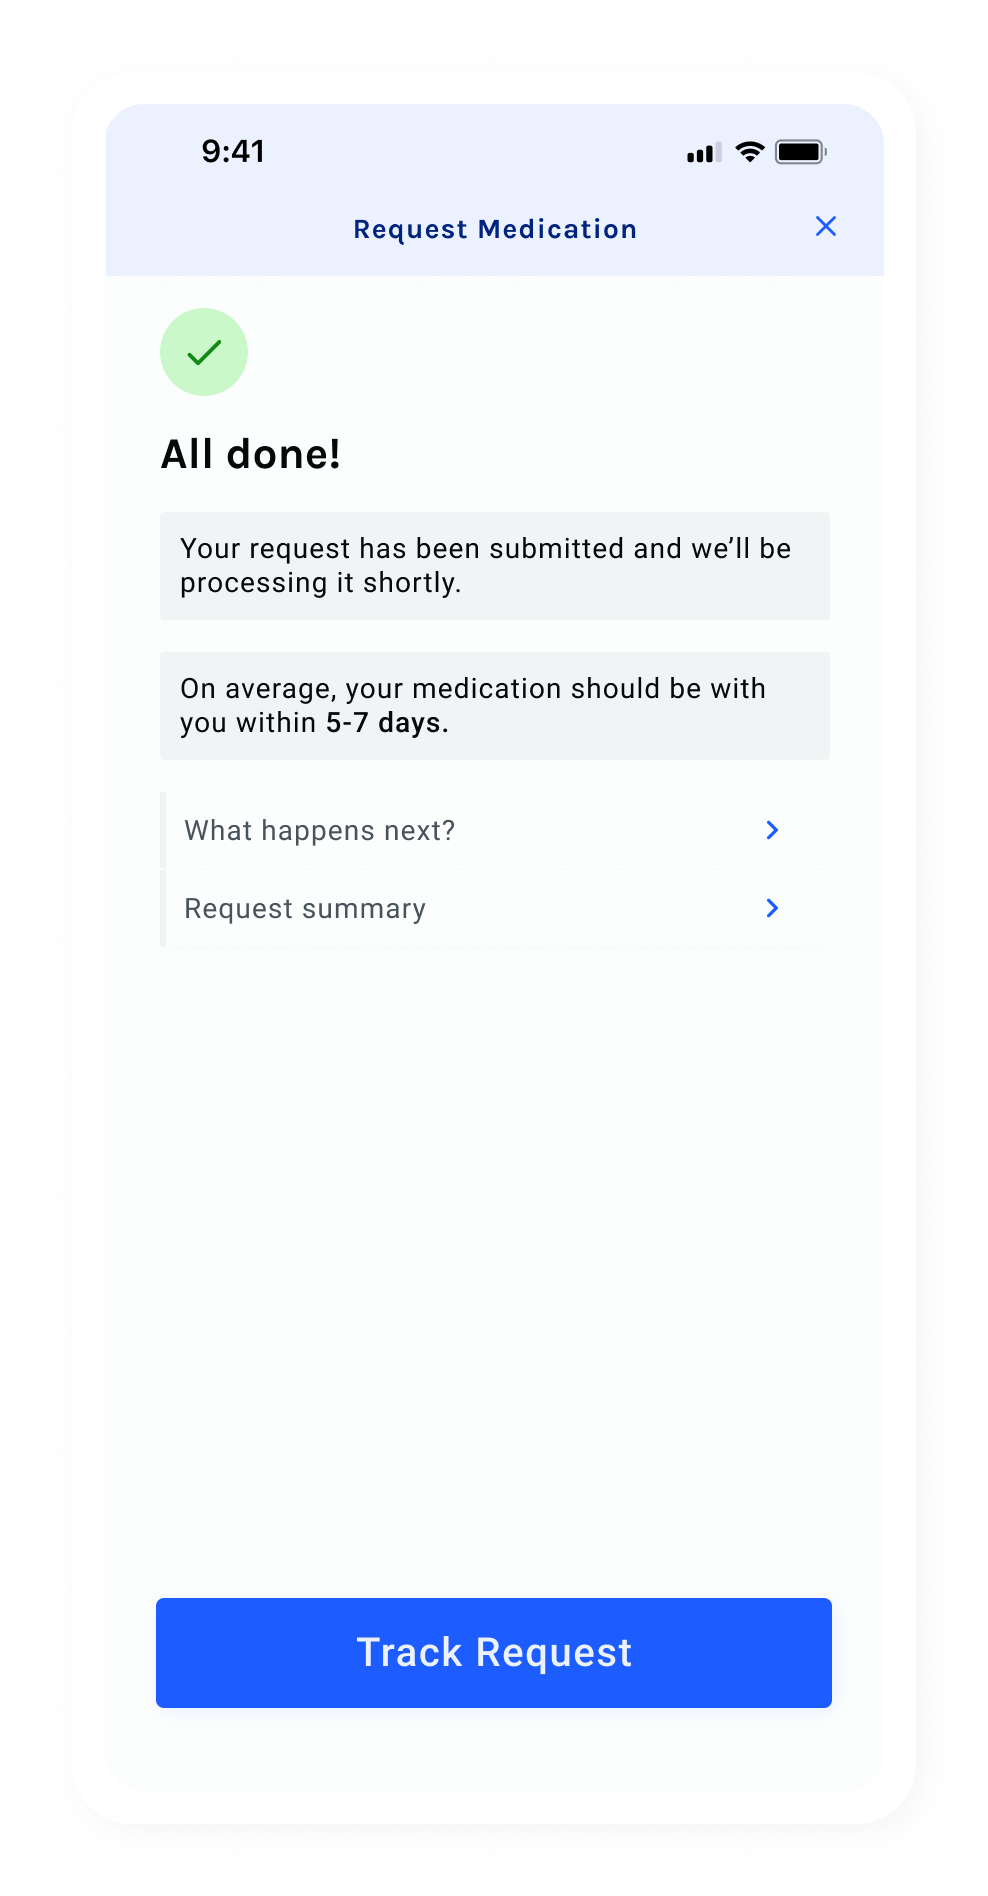 9:41
Request Medication
All done!
Your request has been submitted and we’ll be
processing it shortly.
On average, your medication should be with
you within 5-7 days.
What happens next?
Request summary
Track Request